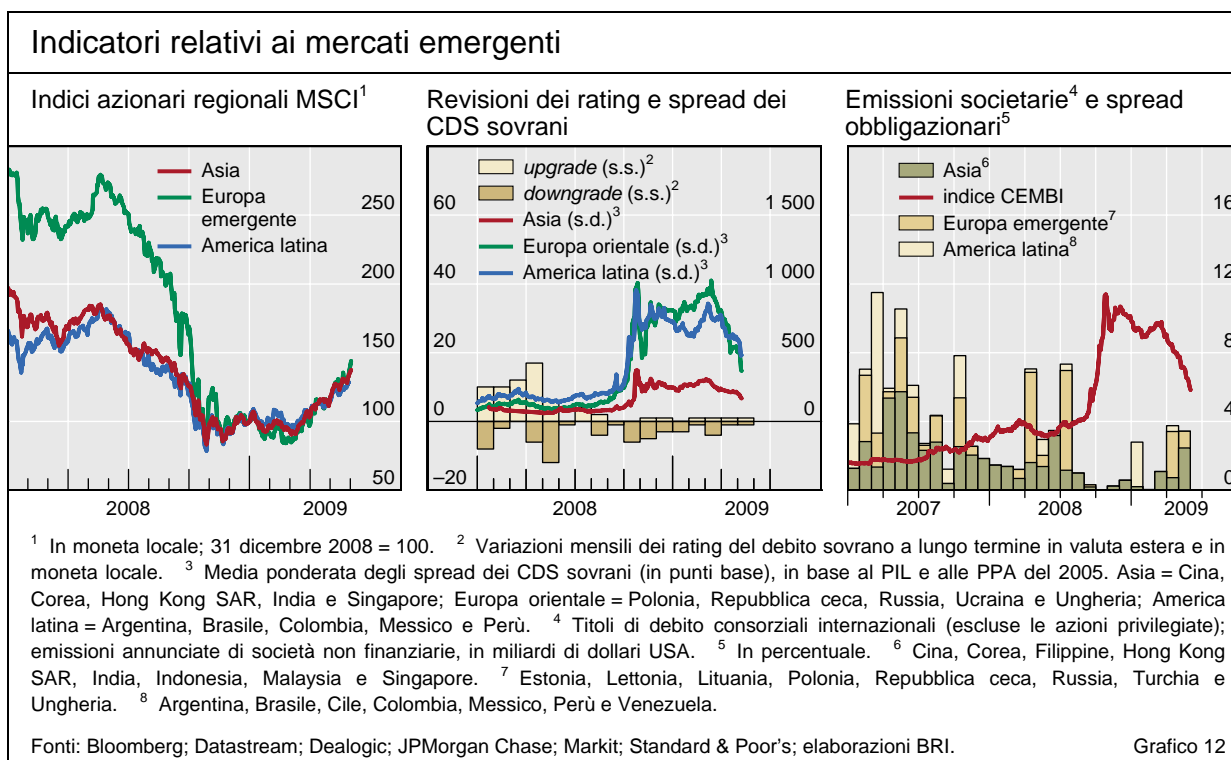 Indicatori relativi ai mercati emergenti
Indici azionari regionali MSCI1
Asia
Europa
emergente
America latina
250
200
150
100
50
2008
2009
Revisioni dei rating e spread dei
CDS sovrani
upgrade (s.s.)2
downgrade (s.s.)2
Asia (s.d.)3
Europa orientale (s.d.)3
America latina (s.d.)3
60
40
20
0
–20
1 500
1 000
500
0
2008
2009
Emissioni societarie4 e spread
obbligazionari5
Asia6
indice CEMBI
Europa emergente7
America latina8
16
12
8
4
0
2007
2008
2009
1 In moneta locale; 31 dicembre 2008 = 100. 2 Variazioni mensili dei rating del debito sovrano a lungo termine in valuta estera e in
moneta locale. 3 Media ponderata degli spread dei CDS sovrani (in punti base), in base al PIL e alle PPA del 2005. Asia = Cina,
Corea, Hong Kong SAR, India e Singapore; Europa orientale = Polonia, Repubblica ceca, Russia, Ucraina e Ungheria; America
latina = Argentina, Brasile, Colombia, Messico e Perù. 4 Titoli di debito consorziali internazionali (escluse le azioni privilegiate);
emissioni annunciate di società non finanziarie, in miliardi di dollari USA. 5 In percentuale. 6 Cina, Corea, Filippine, Hong Kong
SAR, India, Indonesia, Malaysia e Singapore. 7 Estonia, Lettonia, Lituania, Polonia, Repubblica ceca, Russia, Turchia e
Ungheria. 8 Argentina, Brasile, Cile, Colombia, Messico, Perù e Venezuela.
Fonti: Bloomberg; Datastream; Dealogic; JPMorgan Chase; Markit; Standard & Poor's; elaborazioni BRI.
Grafico 12